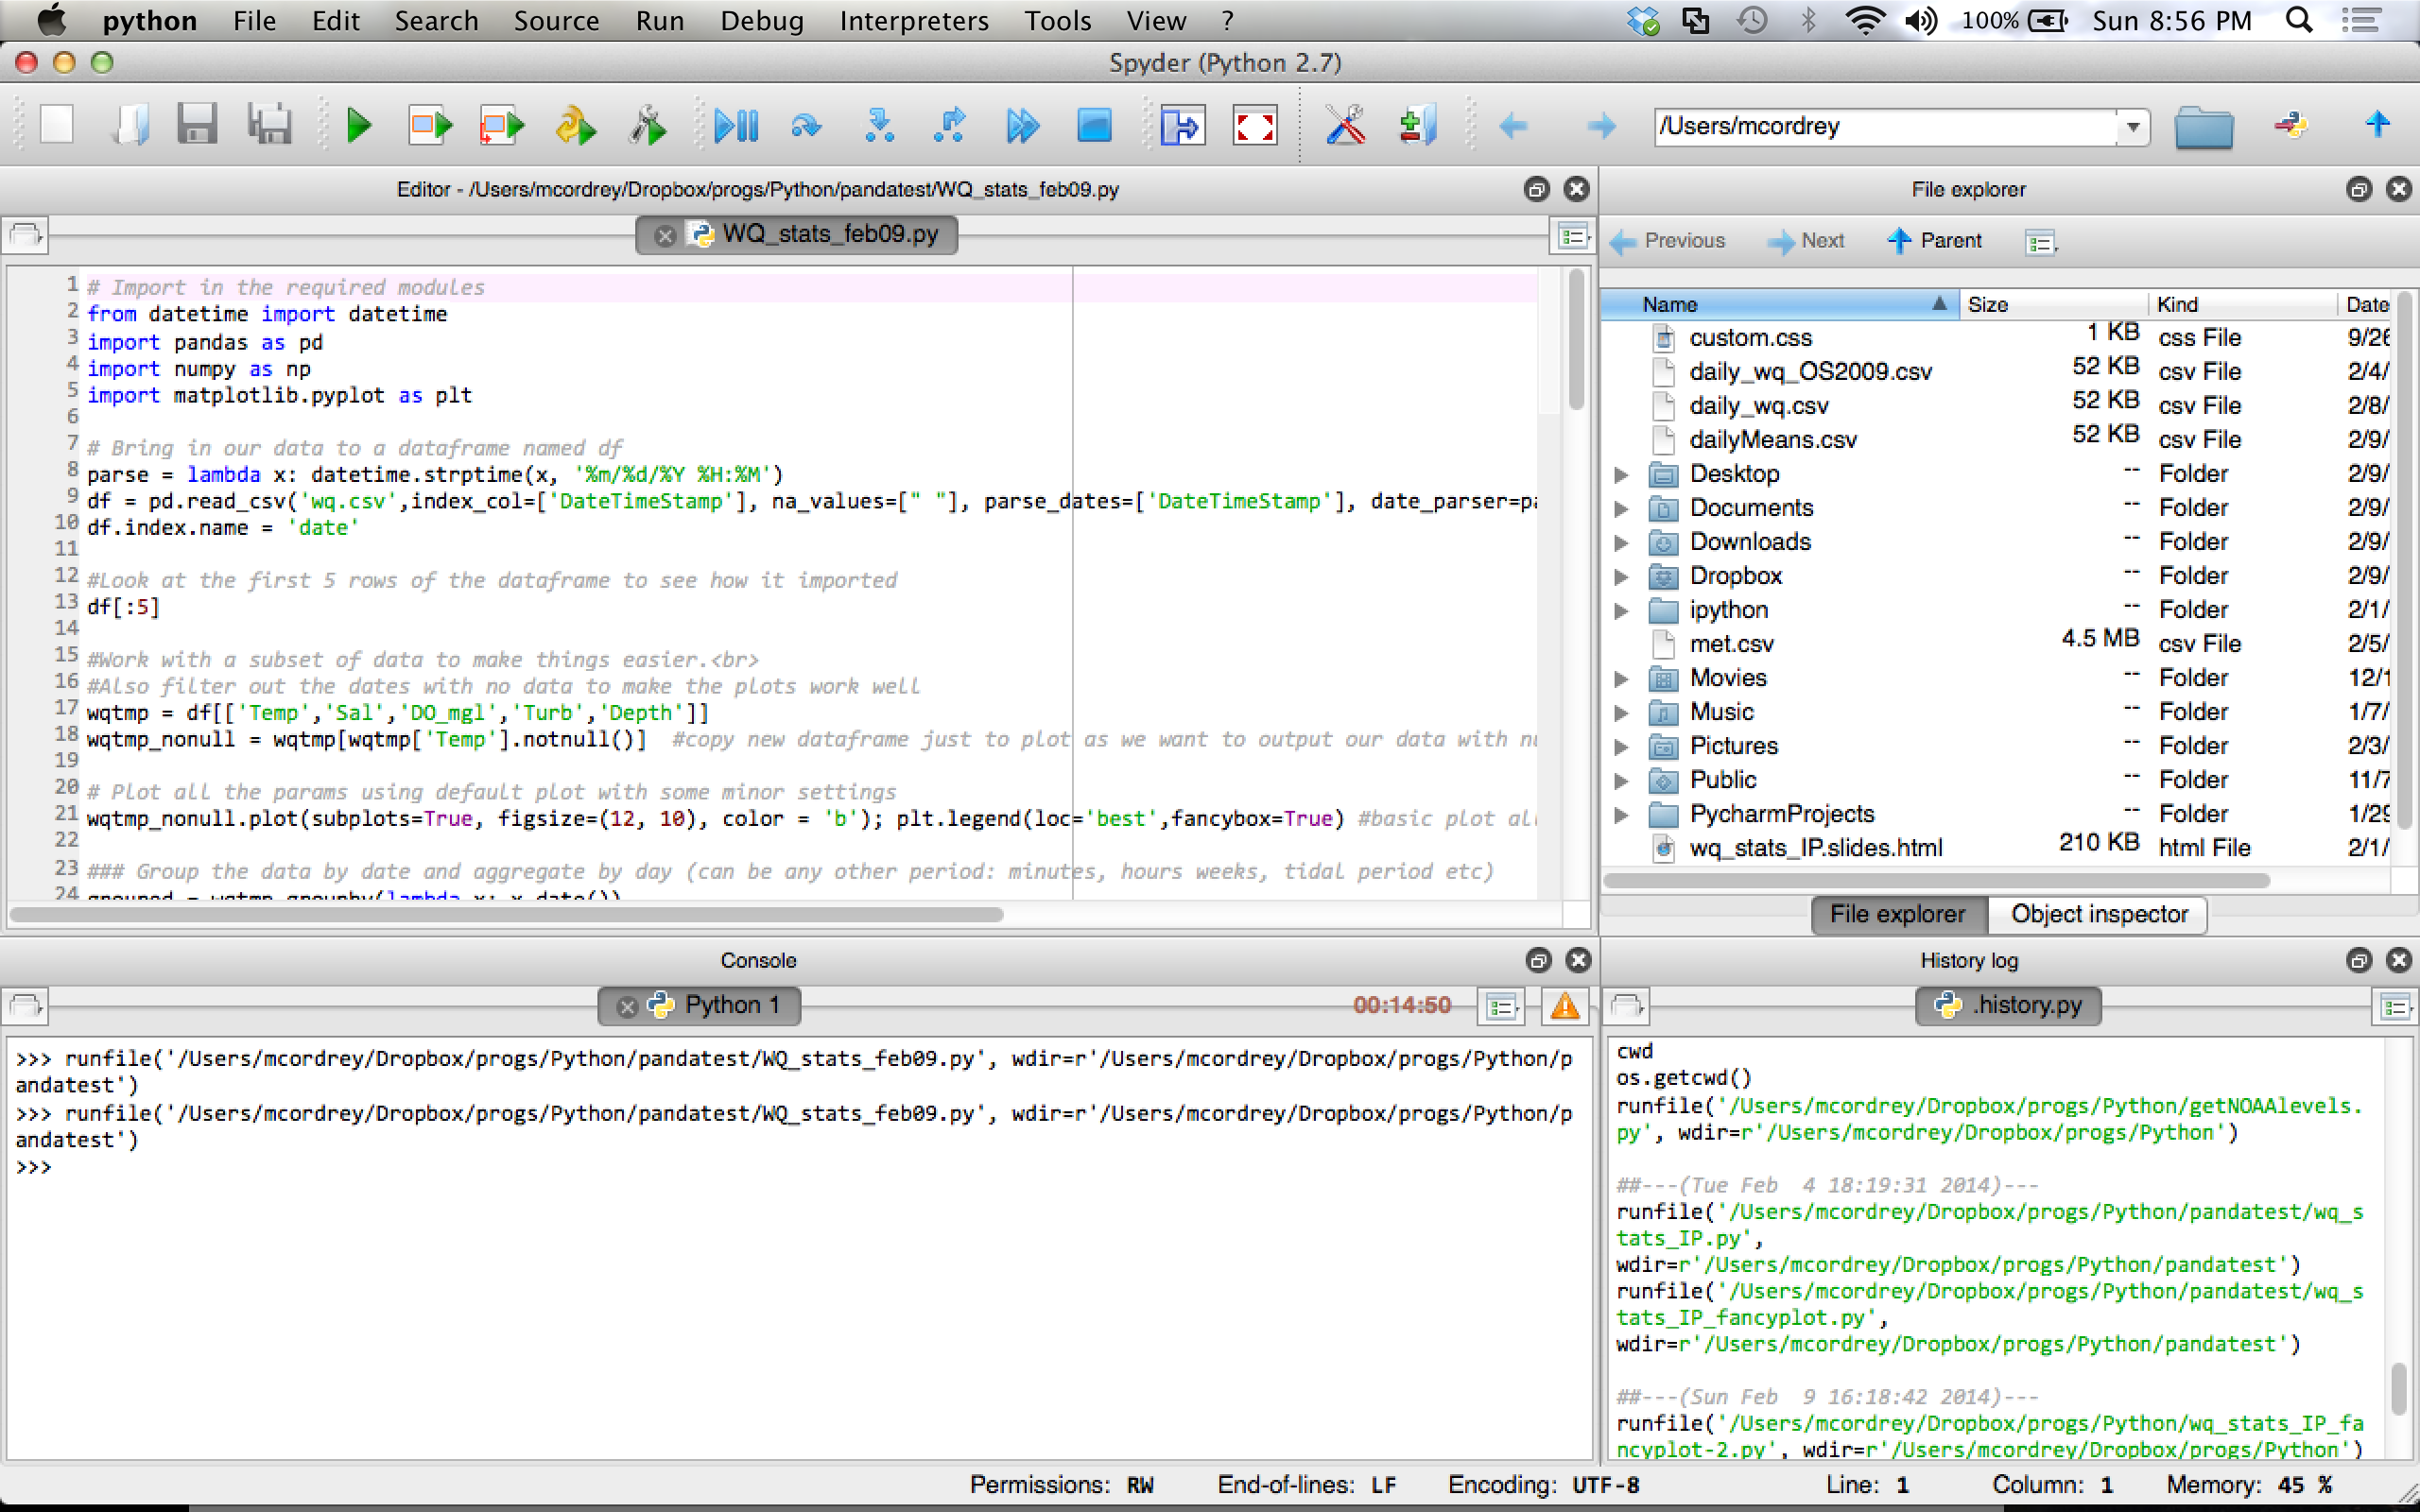 python File Edit Search Source Run Debug Interpreters Tools View ? 100% Sun 8:56 PM
Spyder (Python 2.7)
/Users/mcordrey
Editor - /Users/mcordrey/Dropbox/progs/Python/pandatest/WQ_stats_feb09.py
WQ_stats_feb09.py
1 # Import in the required modules
2 from datetime import datetime
3 import pandas as pd
4 import numpy as np
5 import matplotlib.pyplot as plt
6
7 # Bring in our data to a dataframe named df
8 parse = lambda x: datetime.strptime(x, '%m/%d/%Y %H:%M')
9 df = pd.read_csv('wq.csv',index_col=['DateTimeStamp'], na_values=[" "], parse_dates=['DateTimeStamp'], date_parser=pa
10 df.index.name = 'date'
11
12 #Look at the first 5 rows of the dataframe to see how it imported
13 df[:5]
14
15 #Work with a subset of data to make things easier.<br>
16 #Also filter out the dates with no data to make the plots work well
17 wqtmp = df[['Temp','Sal','DO_mgl','Turb','Depth']]
18 wqtmp_nonull = wqtmp[wqtmp['Temp'].notnull()]  #copy new dataframe just to plot as we want to output our data with nu
19
20 # Plot all the params using default plot with some minor settings
21 wqtmp_nonull.plot(subplots=True, figsize=(12, 10), color = 'b'); plt.legend(loc='best',fancybox=True) #basic plot al
22
23 ### Group the data by date and aggregate by day (can be any other period: minutes, hours weeks, tidal period etc)
24 grouped = wqtmp.groupby(lambda x: x.date())
File explorer
Previous Next Parent
Name Size Kind Date
custom.css 1 KB css File 9/26
daily_wq_OS2009.csv 52 KB csv File 2/4/
daily_wq.csv 52 KB csv File 2/8/
dailyMeans.csv 52 KB csv File 2/9/
Desktop -- Folder 2/9/
Documents -- Folder 2/9/
Downloads -- Folder 2/9/
Dropbox -- Folder 2/9/
ipython -- Folder 2/1/
met.csv 4.5 MB csv File 2/5/
Movies -- Folder 12/1
Music -- Folder 1/7/
Pictures -- Folder 2/3/
Public -- Folder 11/7
PycharmProjects -- Folder 1/29
wq_stats_IP.slides.html 210 KB html File 2/1/
File explorer Object inspector
Console
Python 1 00:14:50
>>> runfile('/Users/mcordrey/Dropbox/progs/Python/pandatest/WQ_stats_feb09.py', wdir=r'/Users/mcordrey/Dropbox/progs/Python/p
andatest')
>>> runfile('/Users/mcordrey/Dropbox/progs/Python/pandatest/WQ_stats_feb09.py', wdir=r'/Users/mcordrey/Dropbox/progs/Python/p
andatest')
>>>
History log
.history.py
cwd
os.getcwd()
runfile('/Users/mcordrey/Dropbox/progs/Python/getNOAAlevels.
py', wdir=r'/Users/mcordrey/Dropbox/progs/Python')
##---(Tue Feb  4 18:19:31 2014)---
runfile('/Users/mcordrey/Dropbox/progs/Python/pandatest/wq_s
tats_IP.py',
wdir=r'/Users/mcordrey/Dropbox/progs/Python/pandatest')
runfile('/Users/mcordrey/Dropbox/progs/Python/pandatest/wq_s
tats_IP_fancyplot.py',
wdir=r'/Users/mcordrey/Dropbox/progs/Python/pandatest')
##---(Sun Feb  9 16:18:42 2014)---
runfile('/Users/mcordrey/Dropbox/progs/Python/wq_stats_IP_fa
ncyplot-2.py', wdir=r'/Users/mcordrey/Dropbox/progs/Python')
Permissions: RW End-of-lines: LF Encoding: UTF-8 Line: 1 Column: 1 Memory: 45 %